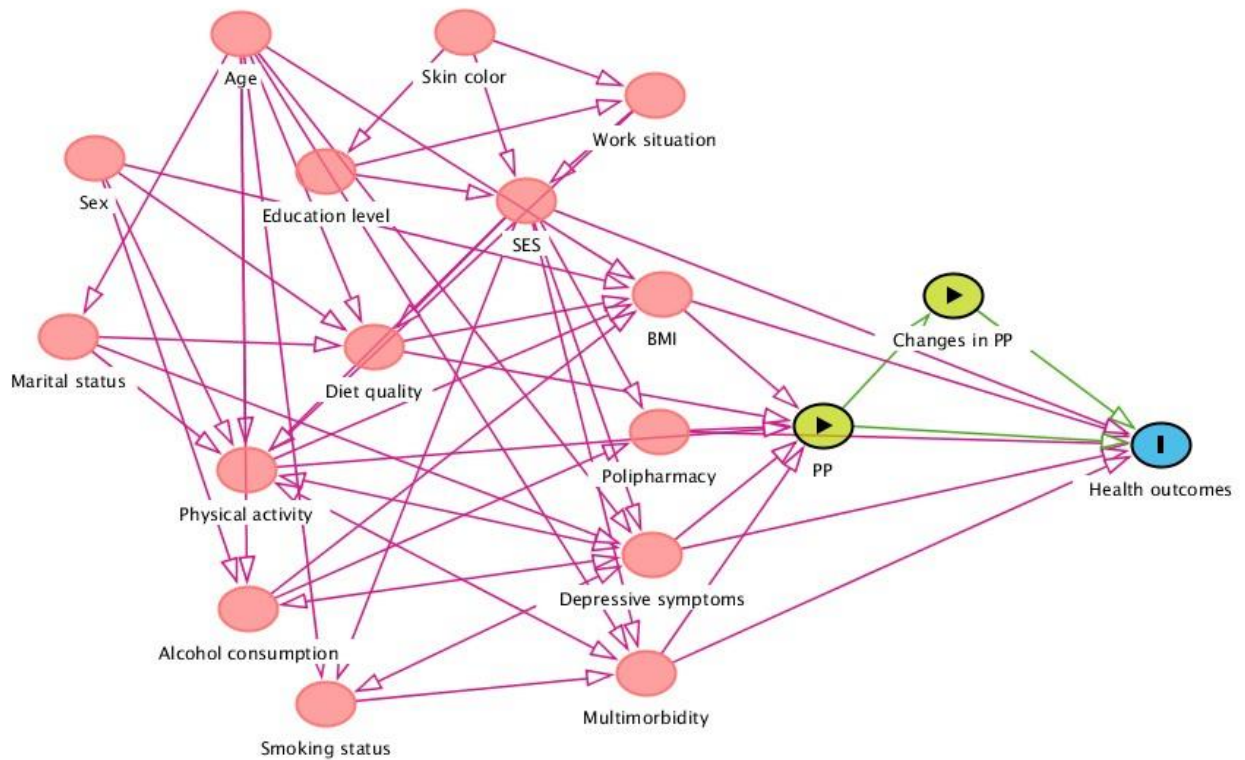 Age
Skin color
Work situation
Sex
Education level
SES
BMI
Changes in PP
Marital status
Diet quality
Polipharmacy
PP
Health outcomes
Physical activity
Depressive symptoms
Alcohol consumption
Multimorbidity
Smoking status